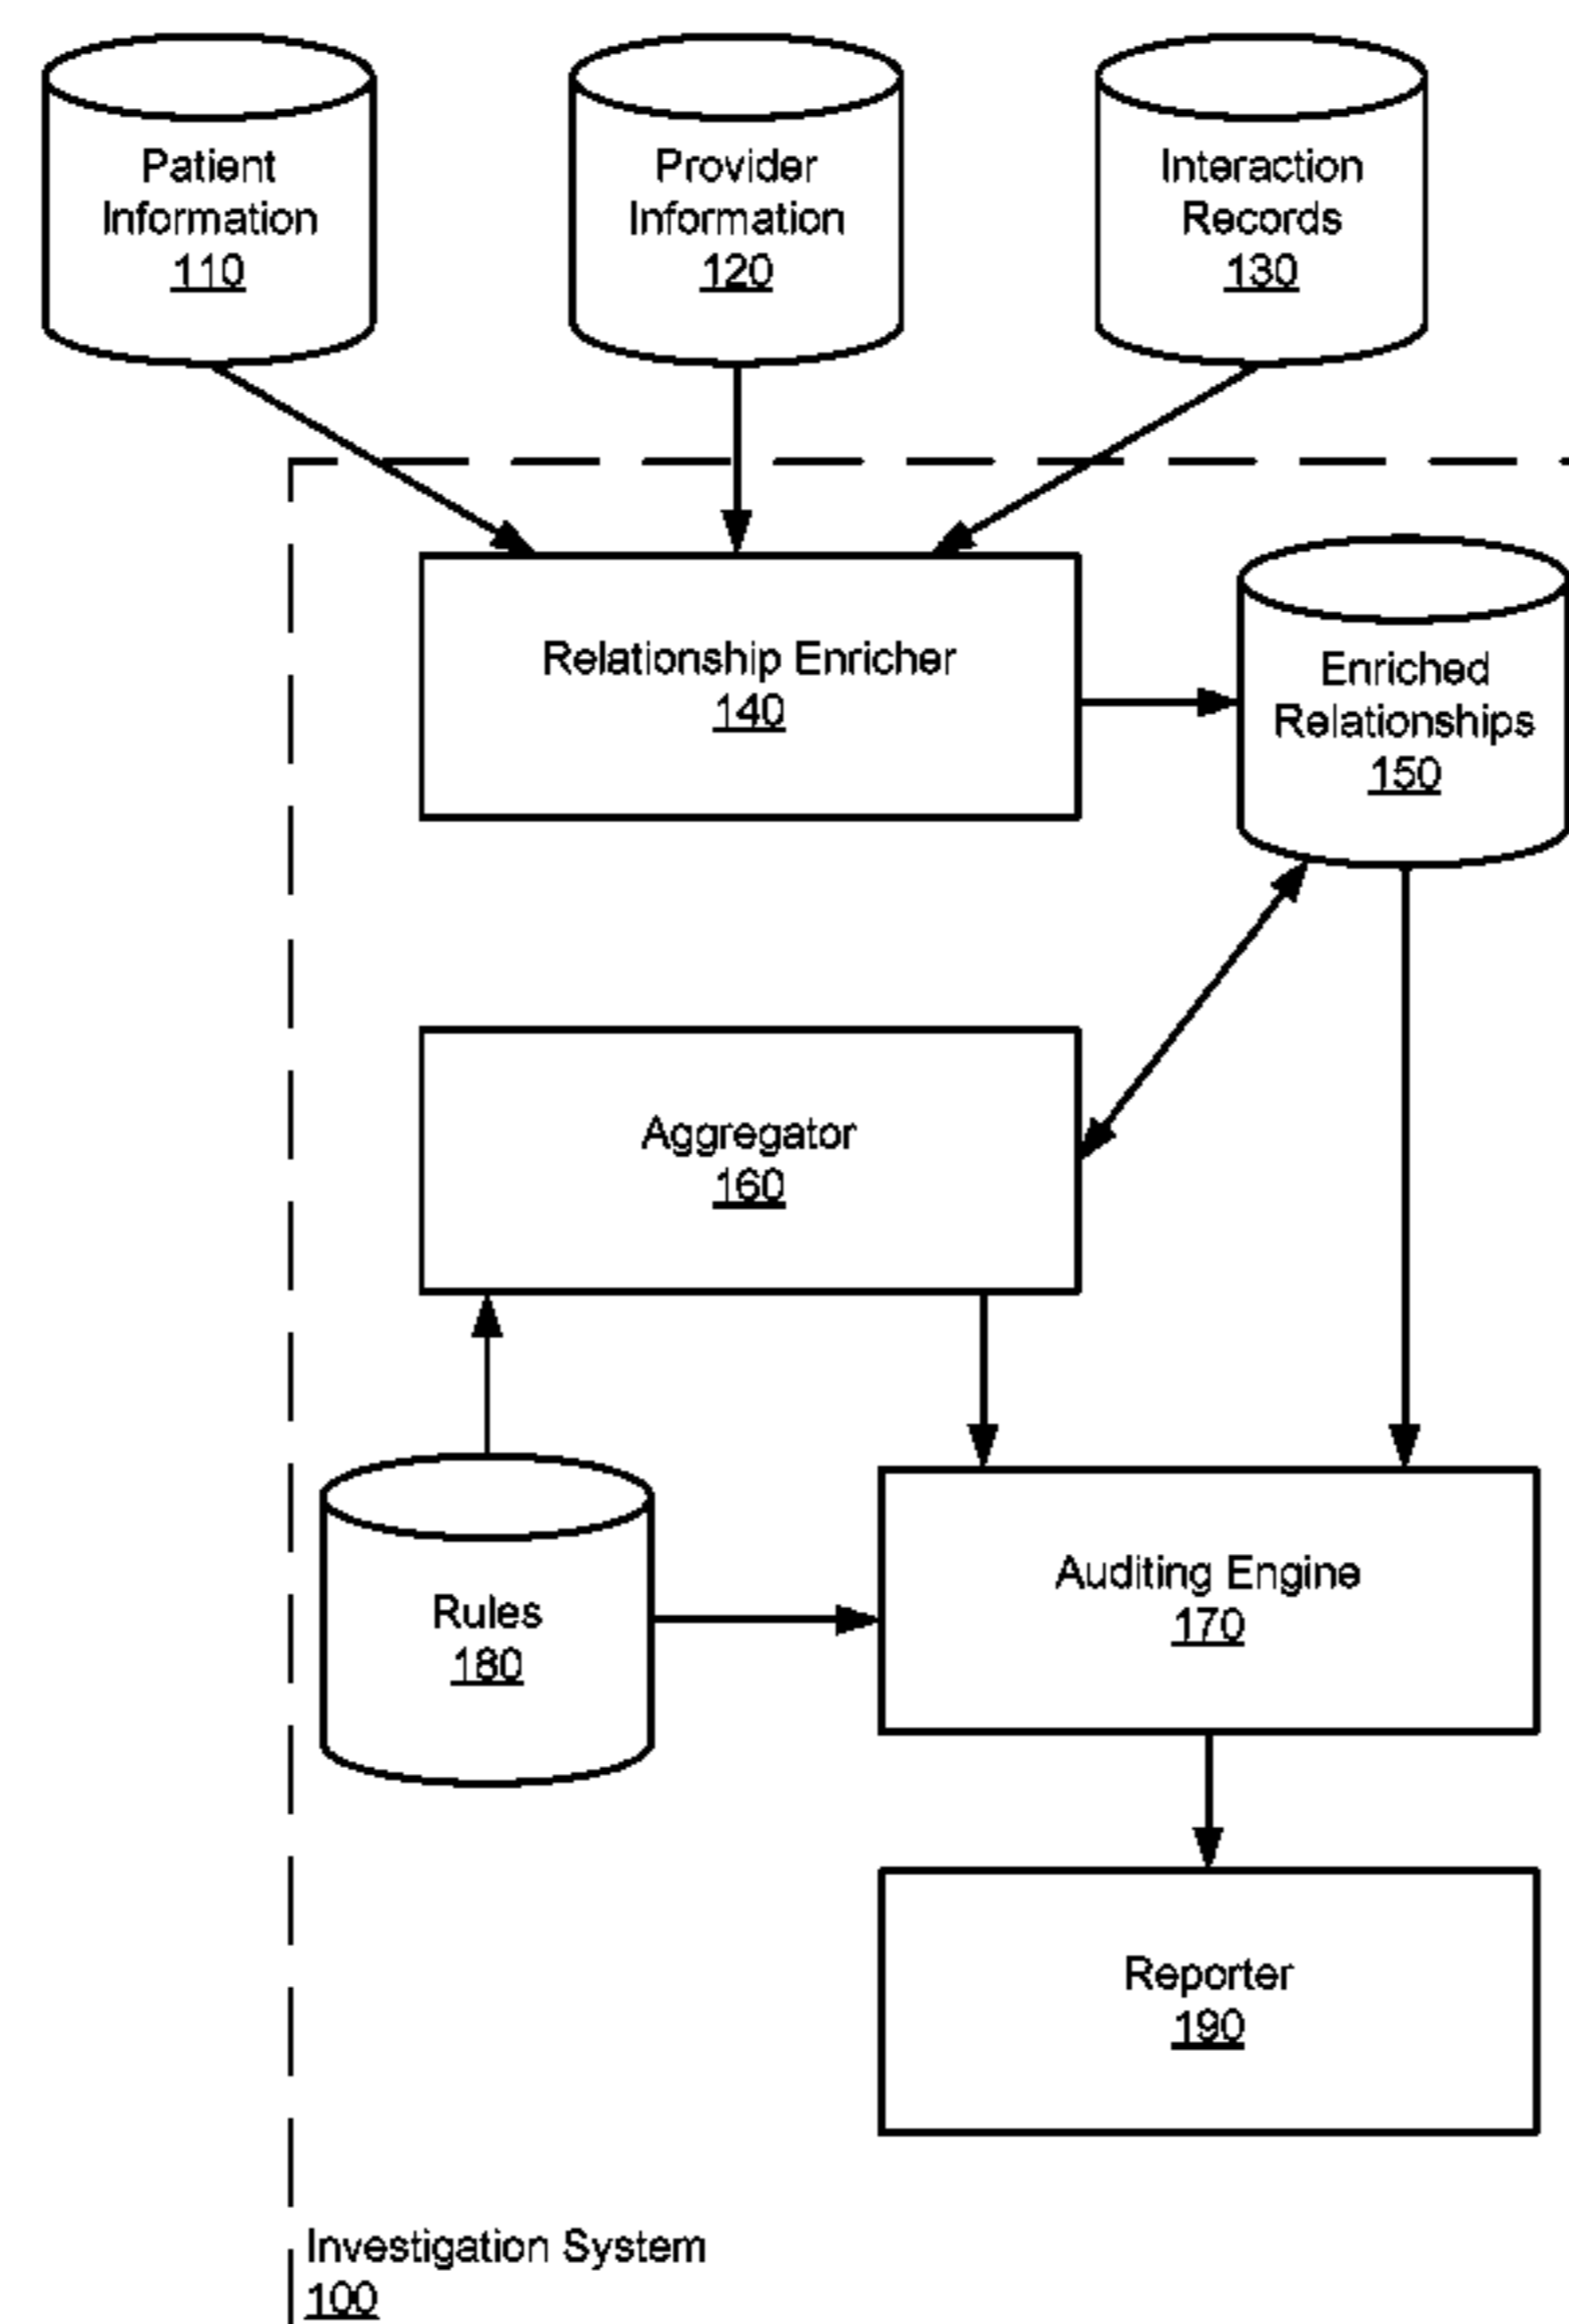 Patient
Information
110
Provider
Information
120
Interaction
Records
130
Relationship Enricher
140
Enriched
Relationships
150
Aggregator
160
Rules
180
Auditing Engine
170
Reporter
190
Investigation System
100